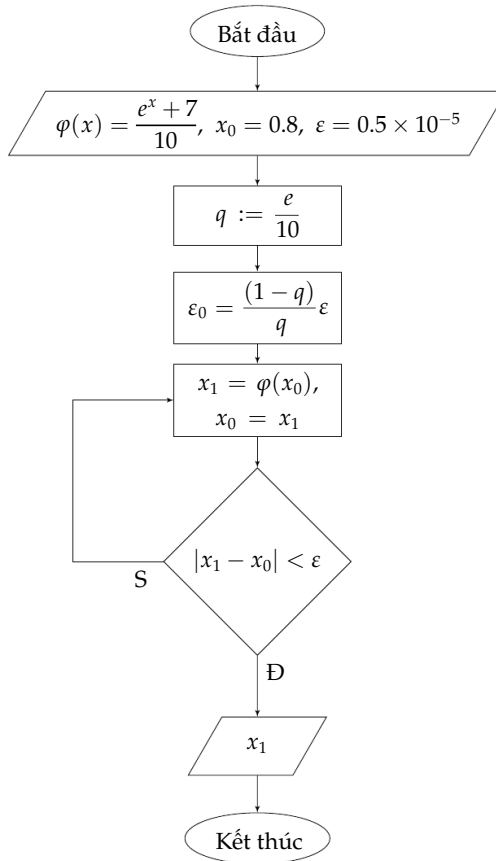 Bắt đầu
φ(x) = (e^x + 7)/10, x_0 = 0.8, ε = 0.5 × 10^{−5}
q := e/10
ε_0 = (1 − q)/q ε
x_1 = φ(x_0),
x_0 = x_1
|x_1 − x_0| < ε
S
Đ
x_1
Kết thúc